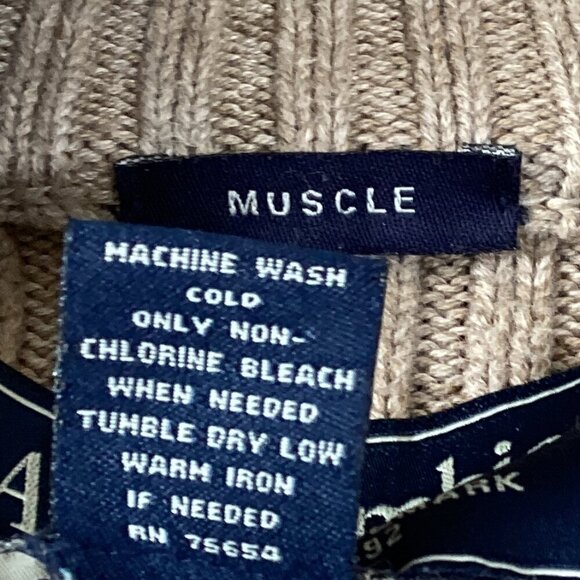 MUSCLE
MACHINE WASH
COLD
ONLY NON-
CHLORINE BLEACH
WHEN NEEDED
TUMBLE DRY LOW
WARM IRON
IF NEEDED
RN 75654
A
92